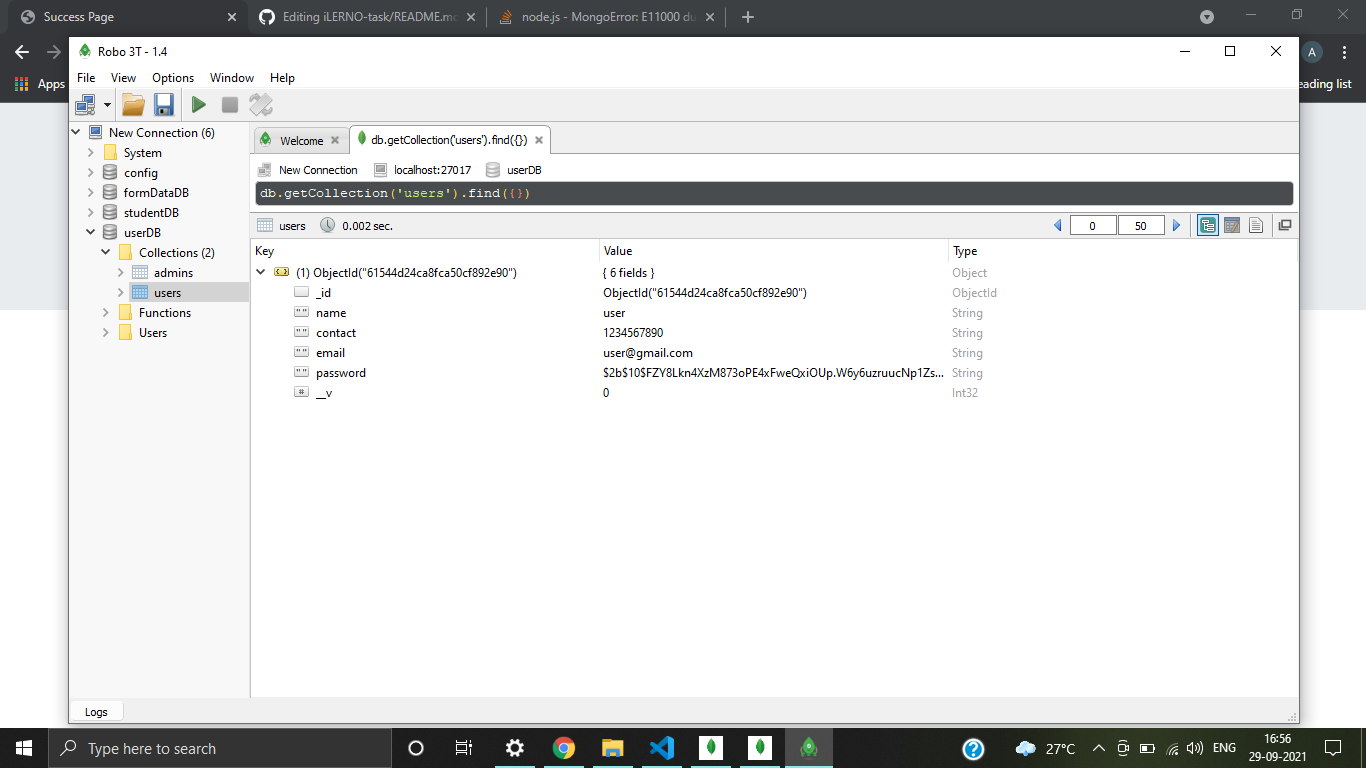 Success Page
Editing iLERNO-task/README.md
node.js - MongoError: E11000 du
Robo 3T - 1.4
A
Apps
eading list
File View Options Window Help
New Connection (6)
System
config
formDataDB
studentDB
userDB
Collections (2)
admins
users
Functions
Users
Welcome
db.getCollection('users').find({})
New Connection localhost:27017 userDB
db.getCollection('users').find({})
users 0.002 sec. 0 50
Key Value Type
(1) ObjectId("61544d24ca8fca50cf892e90") { 6 fields } Object
_id ObjectId("61544d24ca8fca50cf892e90") ObjectId
name user String
contact 1234567890 String
email user@gmail.com String
password $2b$10$FZY8Lkn4XzM873oPE4xFweQxiOUp.W6y6uzruucNp1Zs... String
__v 0 Int32
Logs
Type here to search
27°C
ENG
16:56
29-09-2021